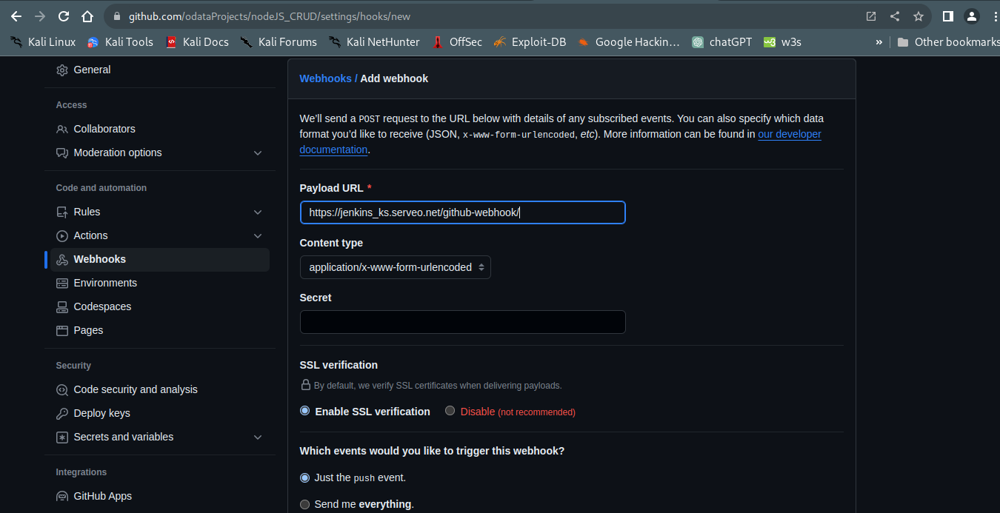 github.com/odataProjects/nodeJS_CRUD/settings/hooks/new
Kali Linux Kali Tools Kali Docs Kali Forums Kali NetHunter OffSec Exploit-DB Google Hackin… chatGPT w3s » Other bookmarks
General
Access
Collaborators
Moderation options
Code and automation
Rules
Actions
Webhooks
Environments
Codespaces
Pages
Security
Code security and analysis
Deploy keys
Secrets and variables
Integrations
GitHub Apps
Webhooks / Add webhook
We'll send a POST request to the URL below with details of any subscribed events. You can also specify which data
format you'd like to receive (JSON, x-www-form-urlencoded, etc). More information can be found in our developer
documentation.
Payload URL *
https://jenkins_ks.serveo.net/github-webhook/
Content type
application/x-www-form-urlencoded
Secret
SSL verification
By default, we verify SSL certificates when delivering payloads.
Enable SSL verification Disable (not recommended)
Which events would you like to trigger this webhook?
Just the push event.
Send me everything.